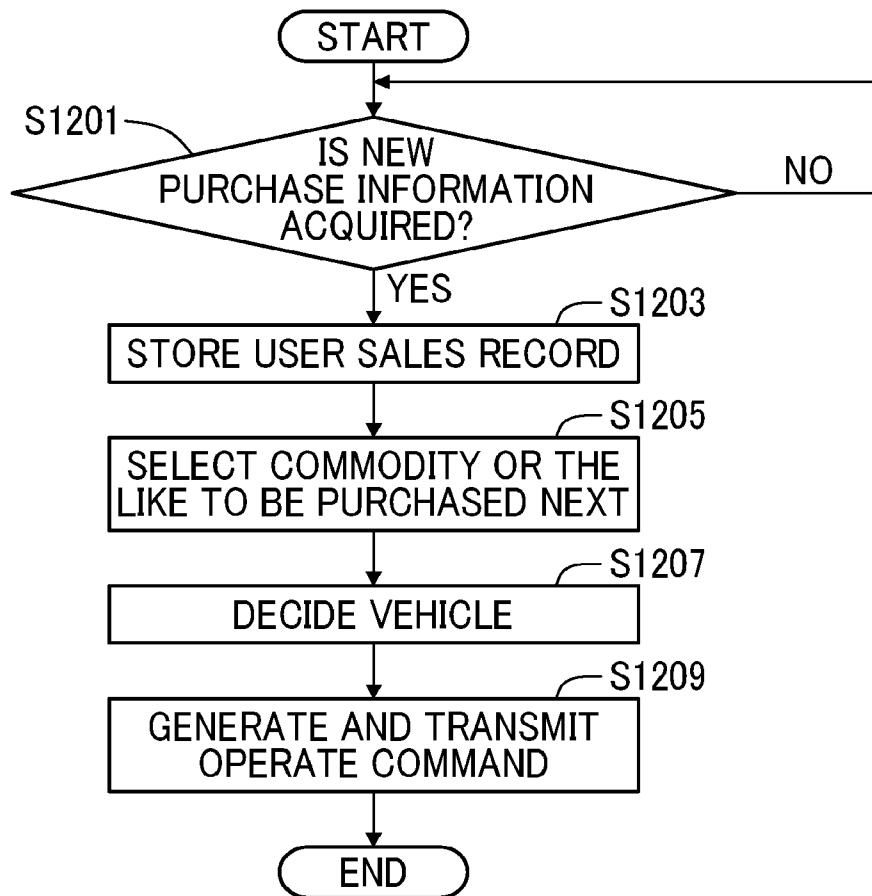 START
S1201
IS NEW
PURCHASE INFORMATION
ACQUIRED?
NO
YES
S1203
STORE USER SALES RECORD
S1205
SELECT COMMODITY OR THE
LIKE TO BE PURCHASED NEXT
S1207
DECIDE VEHICLE
S1209
GENERATE AND TRANSMIT
OPERATE COMMAND
END